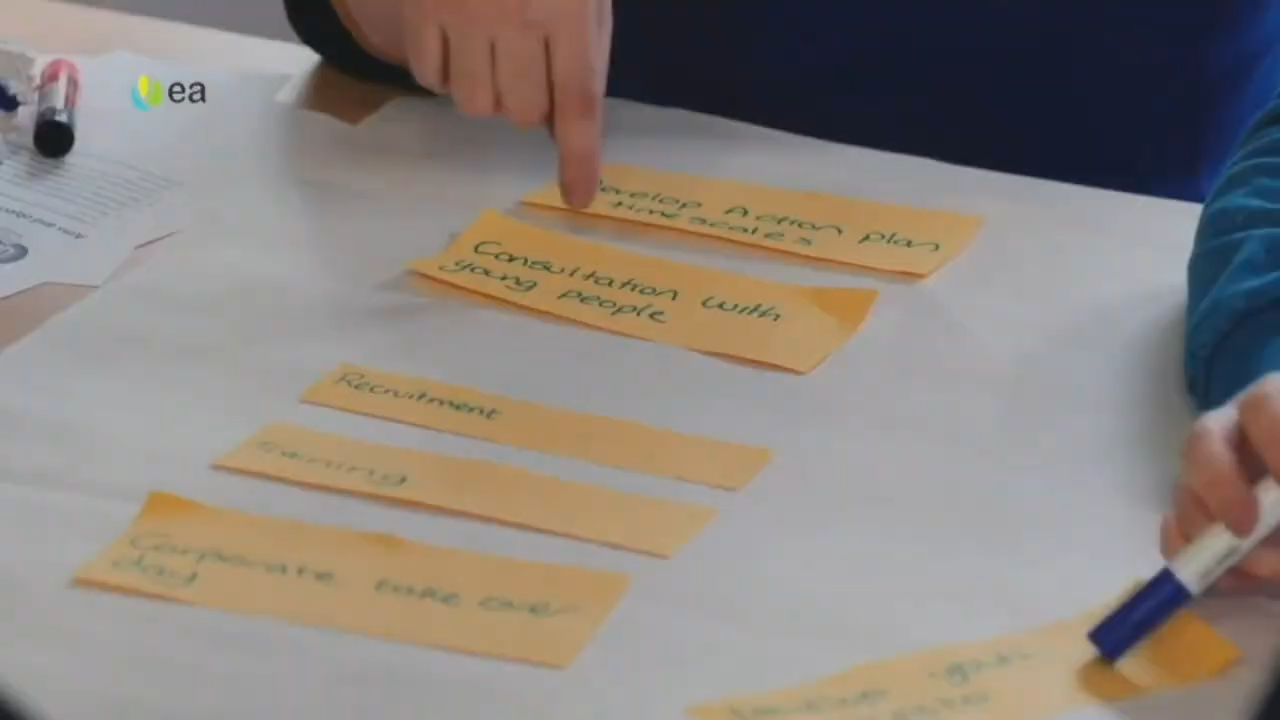 ea
Develop Action plan
timescales
Consultation with
young people
Recruitment
Training
Corporate take over
day